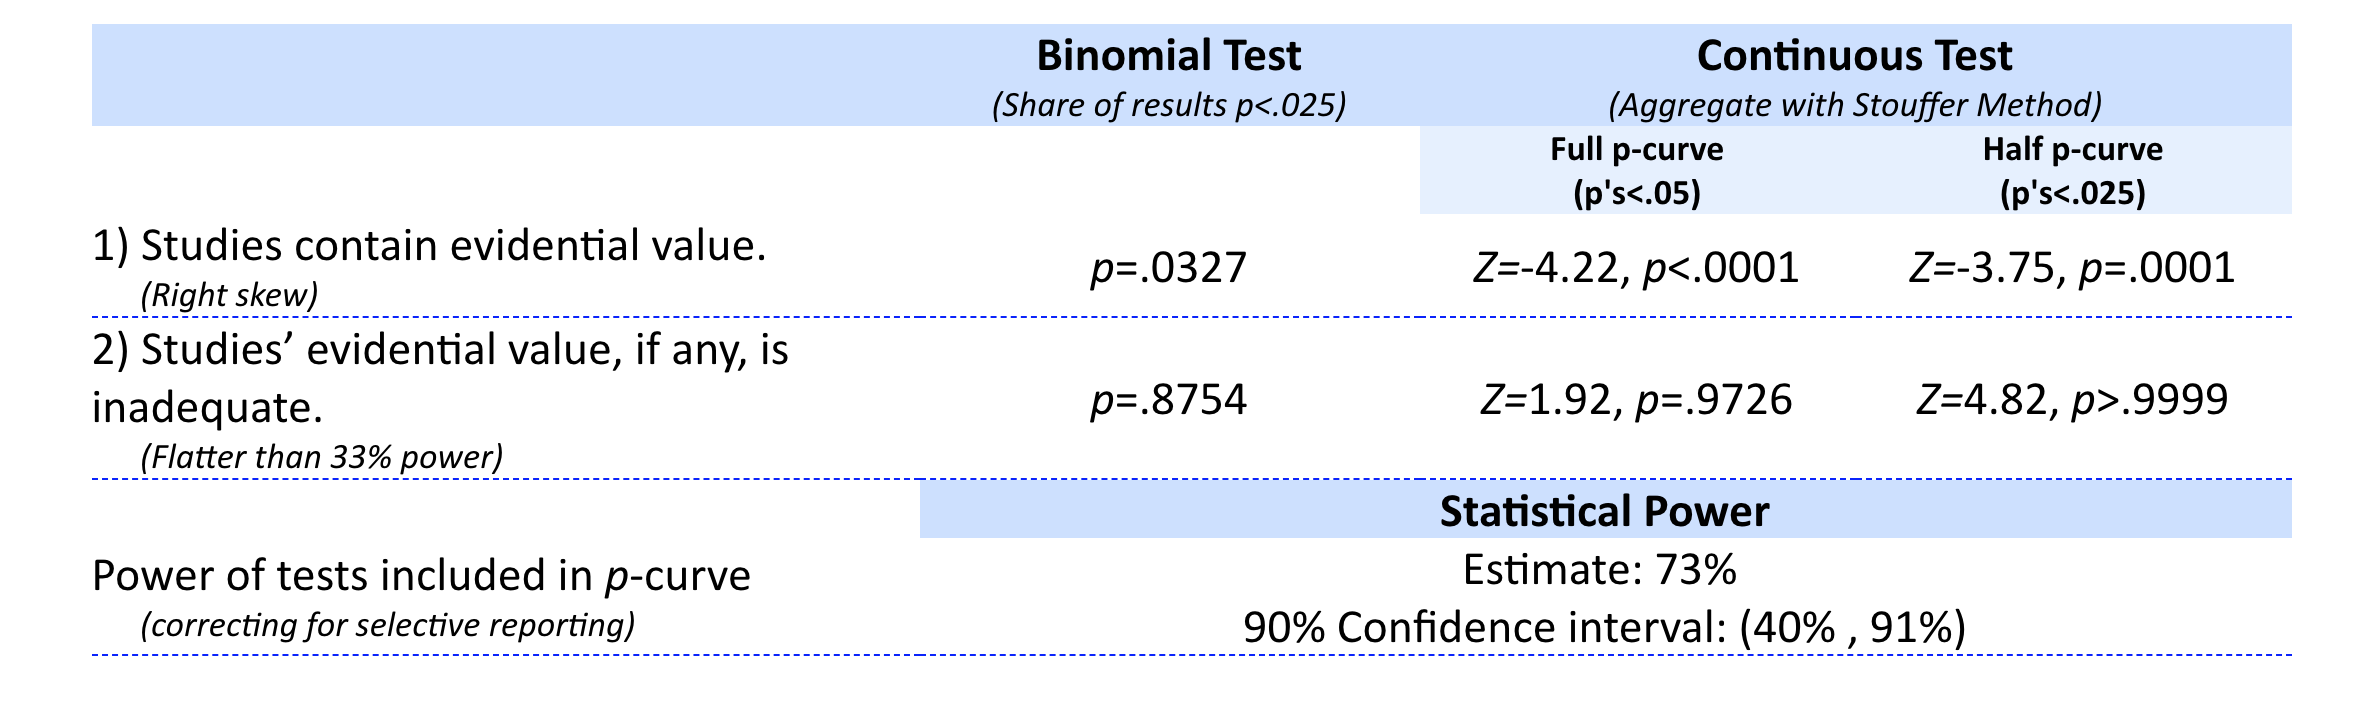 Binomial Test
Continuous Test
(Share of results p<.025)
(Aggregate with Stouffer Method)
Full p-curve
(p's<.05)
Half p-curve
(p's<.025)
1) Studies contain evidential value.
(Right skew)
p=.0327
Z=-4.22, p<.0001
Z=-3.75, p=.0001
2) Studies’ evidential value, if any, is
inadequate.
(Flatter than 33% power)
p=.8754
Z=1.92, p=.9726
Z=4.82, p>.9999
Statistical Power
Power of tests included in p-curve
(correcting for selective reporting)
Estimate: 73%
90% Confidence interval: (40% , 91%)